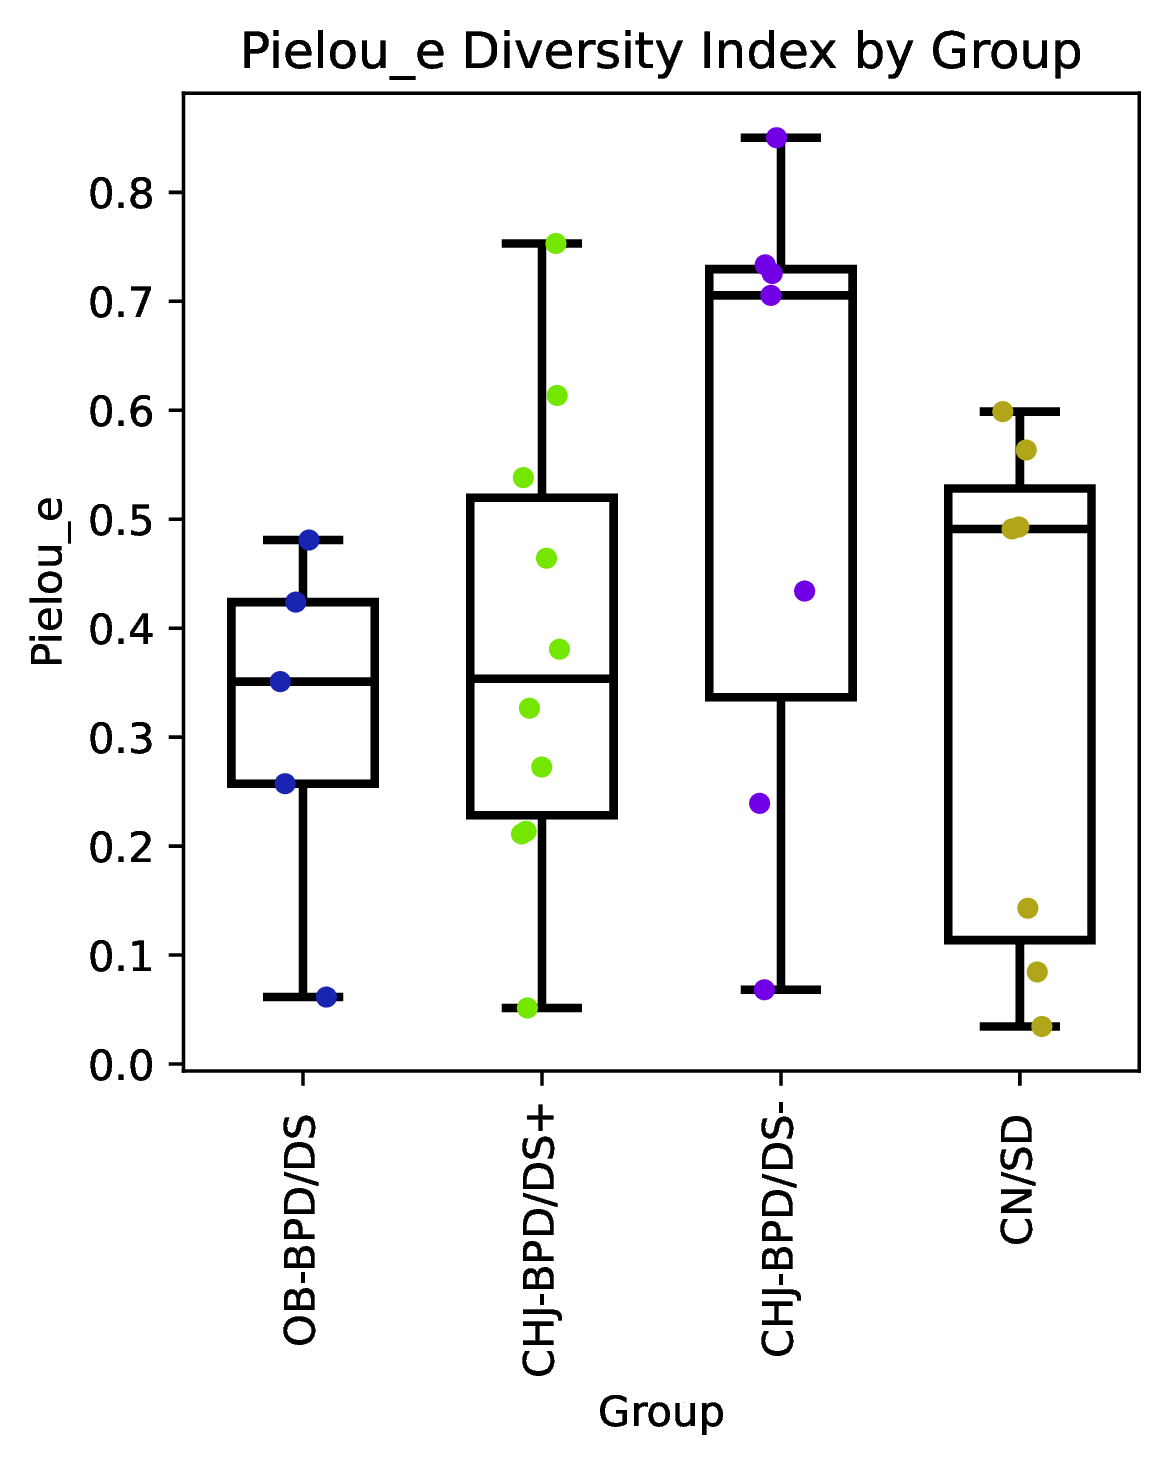 Pielou_e Diversity Index by Group
Pielou_e
0.8
0.7
0.6
0.5
0.4
0.3
0.2
0.1
0.0
OB-BPD/DS
CHJ-BPD/DS+
CHJ-BPD/DS-
CN/SD
Group